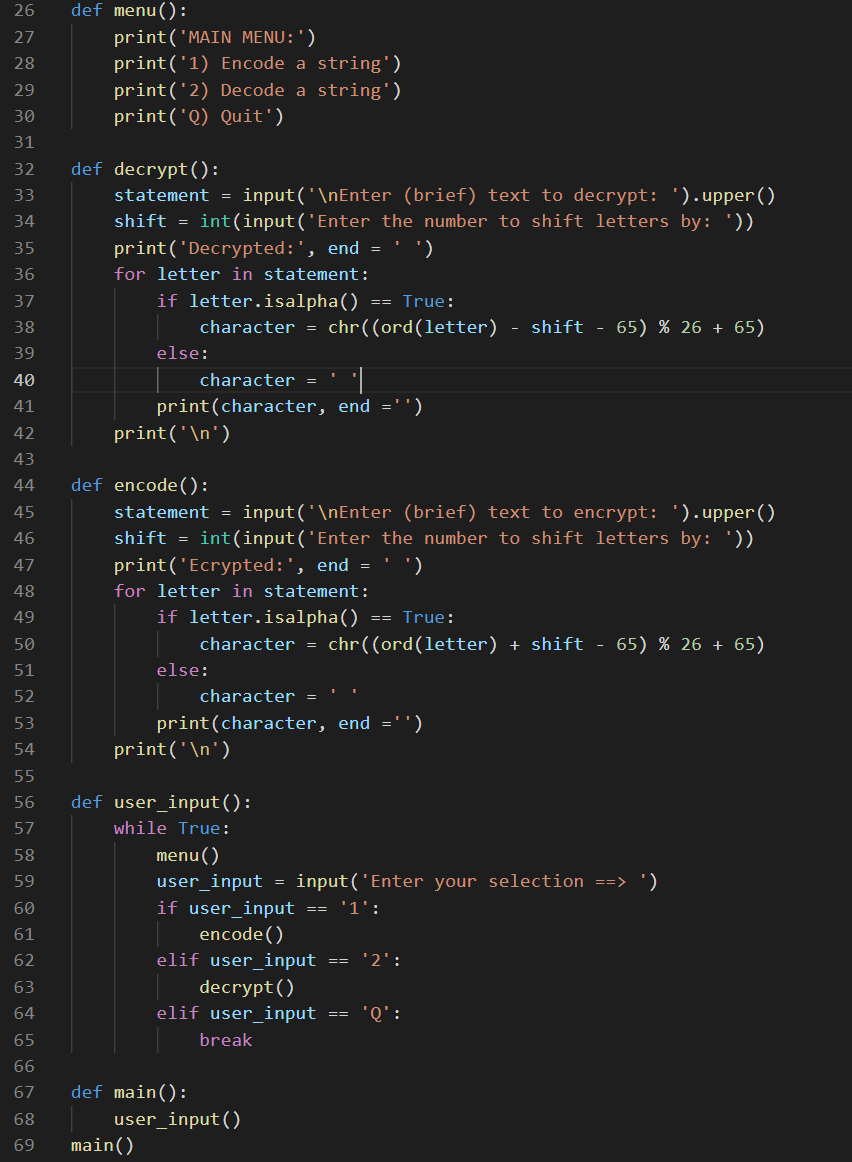 26 def menu():
27     print('MAIN MENU:')
28     print('1) Encode a string')
29     print('2) Decode a string')
30     print('Q) Quit')
31
32 def decrypt():
33     statement = input('\nEnter (brief) text to decrypt: ').upper()
34     shift = int(input('Enter the number to shift letters by: '))
35     print('Decrypted:', end = ' ')
36     for letter in statement:
37         if letter.isalpha() == True:
38             character = chr((ord(letter) - shift - 65) % 26 + 65)
39         else:
40             character = ' '
41         print(character, end ='')
42     print('\n')
43
44 def encode():
45     statement = input('\nEnter (brief) text to encrypt: ').upper()
46     shift = int(input('Enter the number to shift letters by: '))
47     print('Ecrypted:', end = ' ')
48     for letter in statement:
49         if letter.isalpha() == True:
50             character = chr((ord(letter) + shift - 65) % 26 + 65)
51         else:
52             character = ' '
53         print(character, end ='')
54     print('\n')
55
56 def user_input():
57     while True:
58         menu()
59         user_input = input('Enter your selection ==> ')
60         if user_input == '1':
61             encode()
62         elif user_input == '2':
63             decrypt()
64         elif user_input == 'Q':
65             break
66
67 def main():
68     user_input()
69 main()